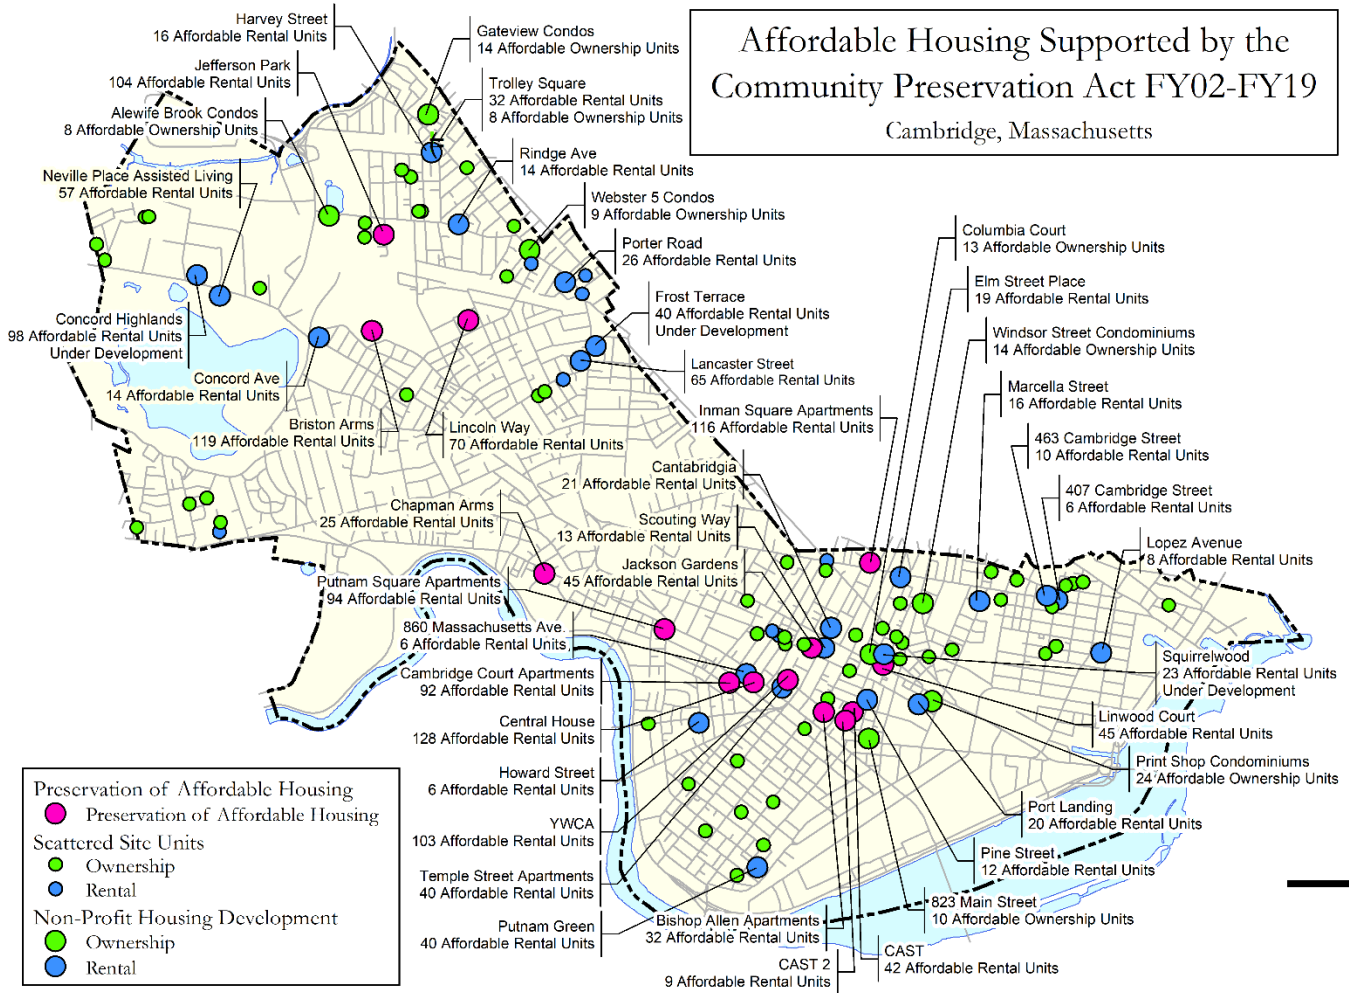 Affordable Housing Supported by the
Community Preservation Act FY02-FY19
Cambridge, Massachusetts
Harvey Street
16 Affordable Rental Units
Gateview Condos
14 Affordable Ownership Units
Jefferson Park
104 Affordable Rental Units
Trolley Square
32 Affordable Rental Units
8 Affordable Ownership Units
Alewife Brook Condos
8 Affordable Ownership Units
Rindge Ave
14 Affordable Rental Units
Neville Place Assisted Living
57 Affordable Rental Units
Webster 5 Condos
9 Affordable Ownership Units
Porter Road
26 Affordable Rental Units
Columbia Court
13 Affordable Ownership Units
Elm Street Place
19 Affordable Rental Units
Frost Terrace
40 Affordable Rental Units
Under Development
Concord Highlands
98 Affordable Rental Units
Under Development
Windsor Street Condominiums
14 Affordable Ownership Units
Lancaster Street
65 Affordable Rental Units
Concord Ave
14 Affordable Rental Units
Marcella Street
16 Affordable Rental Units
Inman Square Apartments
116 Affordable Rental Units
Briston Arms
119 Affordable Rental Units
Lincoln Way
70 Affordable Rental Units
463 Cambridge Street
10 Affordable Rental Units
Cantabridgia
21 Affordable Rental Units
407 Cambridge Street
6 Affordable Rental Units
Chapman Arms
25 Affordable Rental Units
Scouting Way
13 Affordable Rental Units
Lopez Avenue
8 Affordable Rental Units
Jackson Gardens
45 Affordable Rental Units
Putnam Square Apartments
94 Affordable Rental Units
860 Massachusetts Ave.
6 Affordable Rental Units
Cambridge Court Apartments
92 Affordable Rental Units
Squirrelwood
23 Affordable Rental Units
Under Development
Central House
128 Affordable Rental Units
Linwood Court
45 Affordable Rental Units
Print Shop Condominiums
24 Affordable Ownership Units
Howard Street
6 Affordable Rental Units
Port Landing
20 Affordable Rental Units
YWCA
103 Affordable Rental Units
Pine Street
12 Affordable Rental Units
Temple Street Apartments
40 Affordable Rental Units
823 Main Street
10 Affordable Ownership Units
Putnam Green
40 Affordable Rental Units
Bishop Allen Apartments
32 Affordable Rental Units
CAST
42 Affordable Rental Units
CAST 2
9 Affordable Rental Units
Preservation of Affordable Housing
Preservation of Affordable Housing
Scattered Site Units
Ownership
Rental
Non-Profit Housing Development
Ownership
Rental